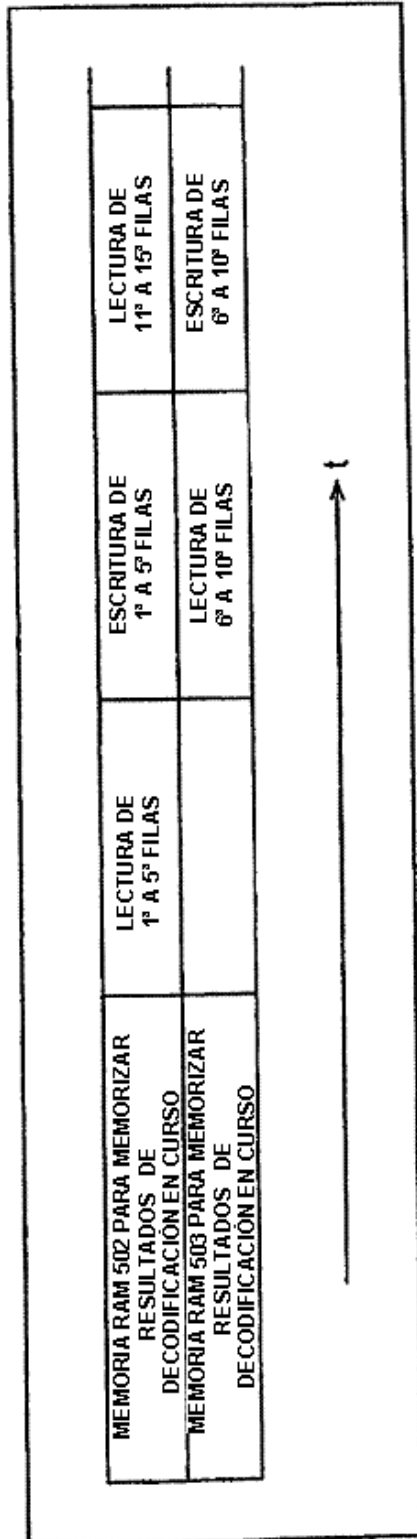 MEMORIA RAM 502 PARA MEMORIZAR
RESULTADOS DE
DECODIFICACIÓN EN CURSO
LECTURA DE
1ª A 5ª FILAS
ESCRITURA DE
1ª A 5ª FILAS
LECTURA DE
11ª A 15ª FILAS
MEMORIA RAM 503 PARA MEMORIZAR
RESULTADOS DE
DECODIFICACIÓN EN CURSO
LECTURA DE
6ª A 10ª FILAS
ESCRITURA DE
6ª A 10ª FILAS
t